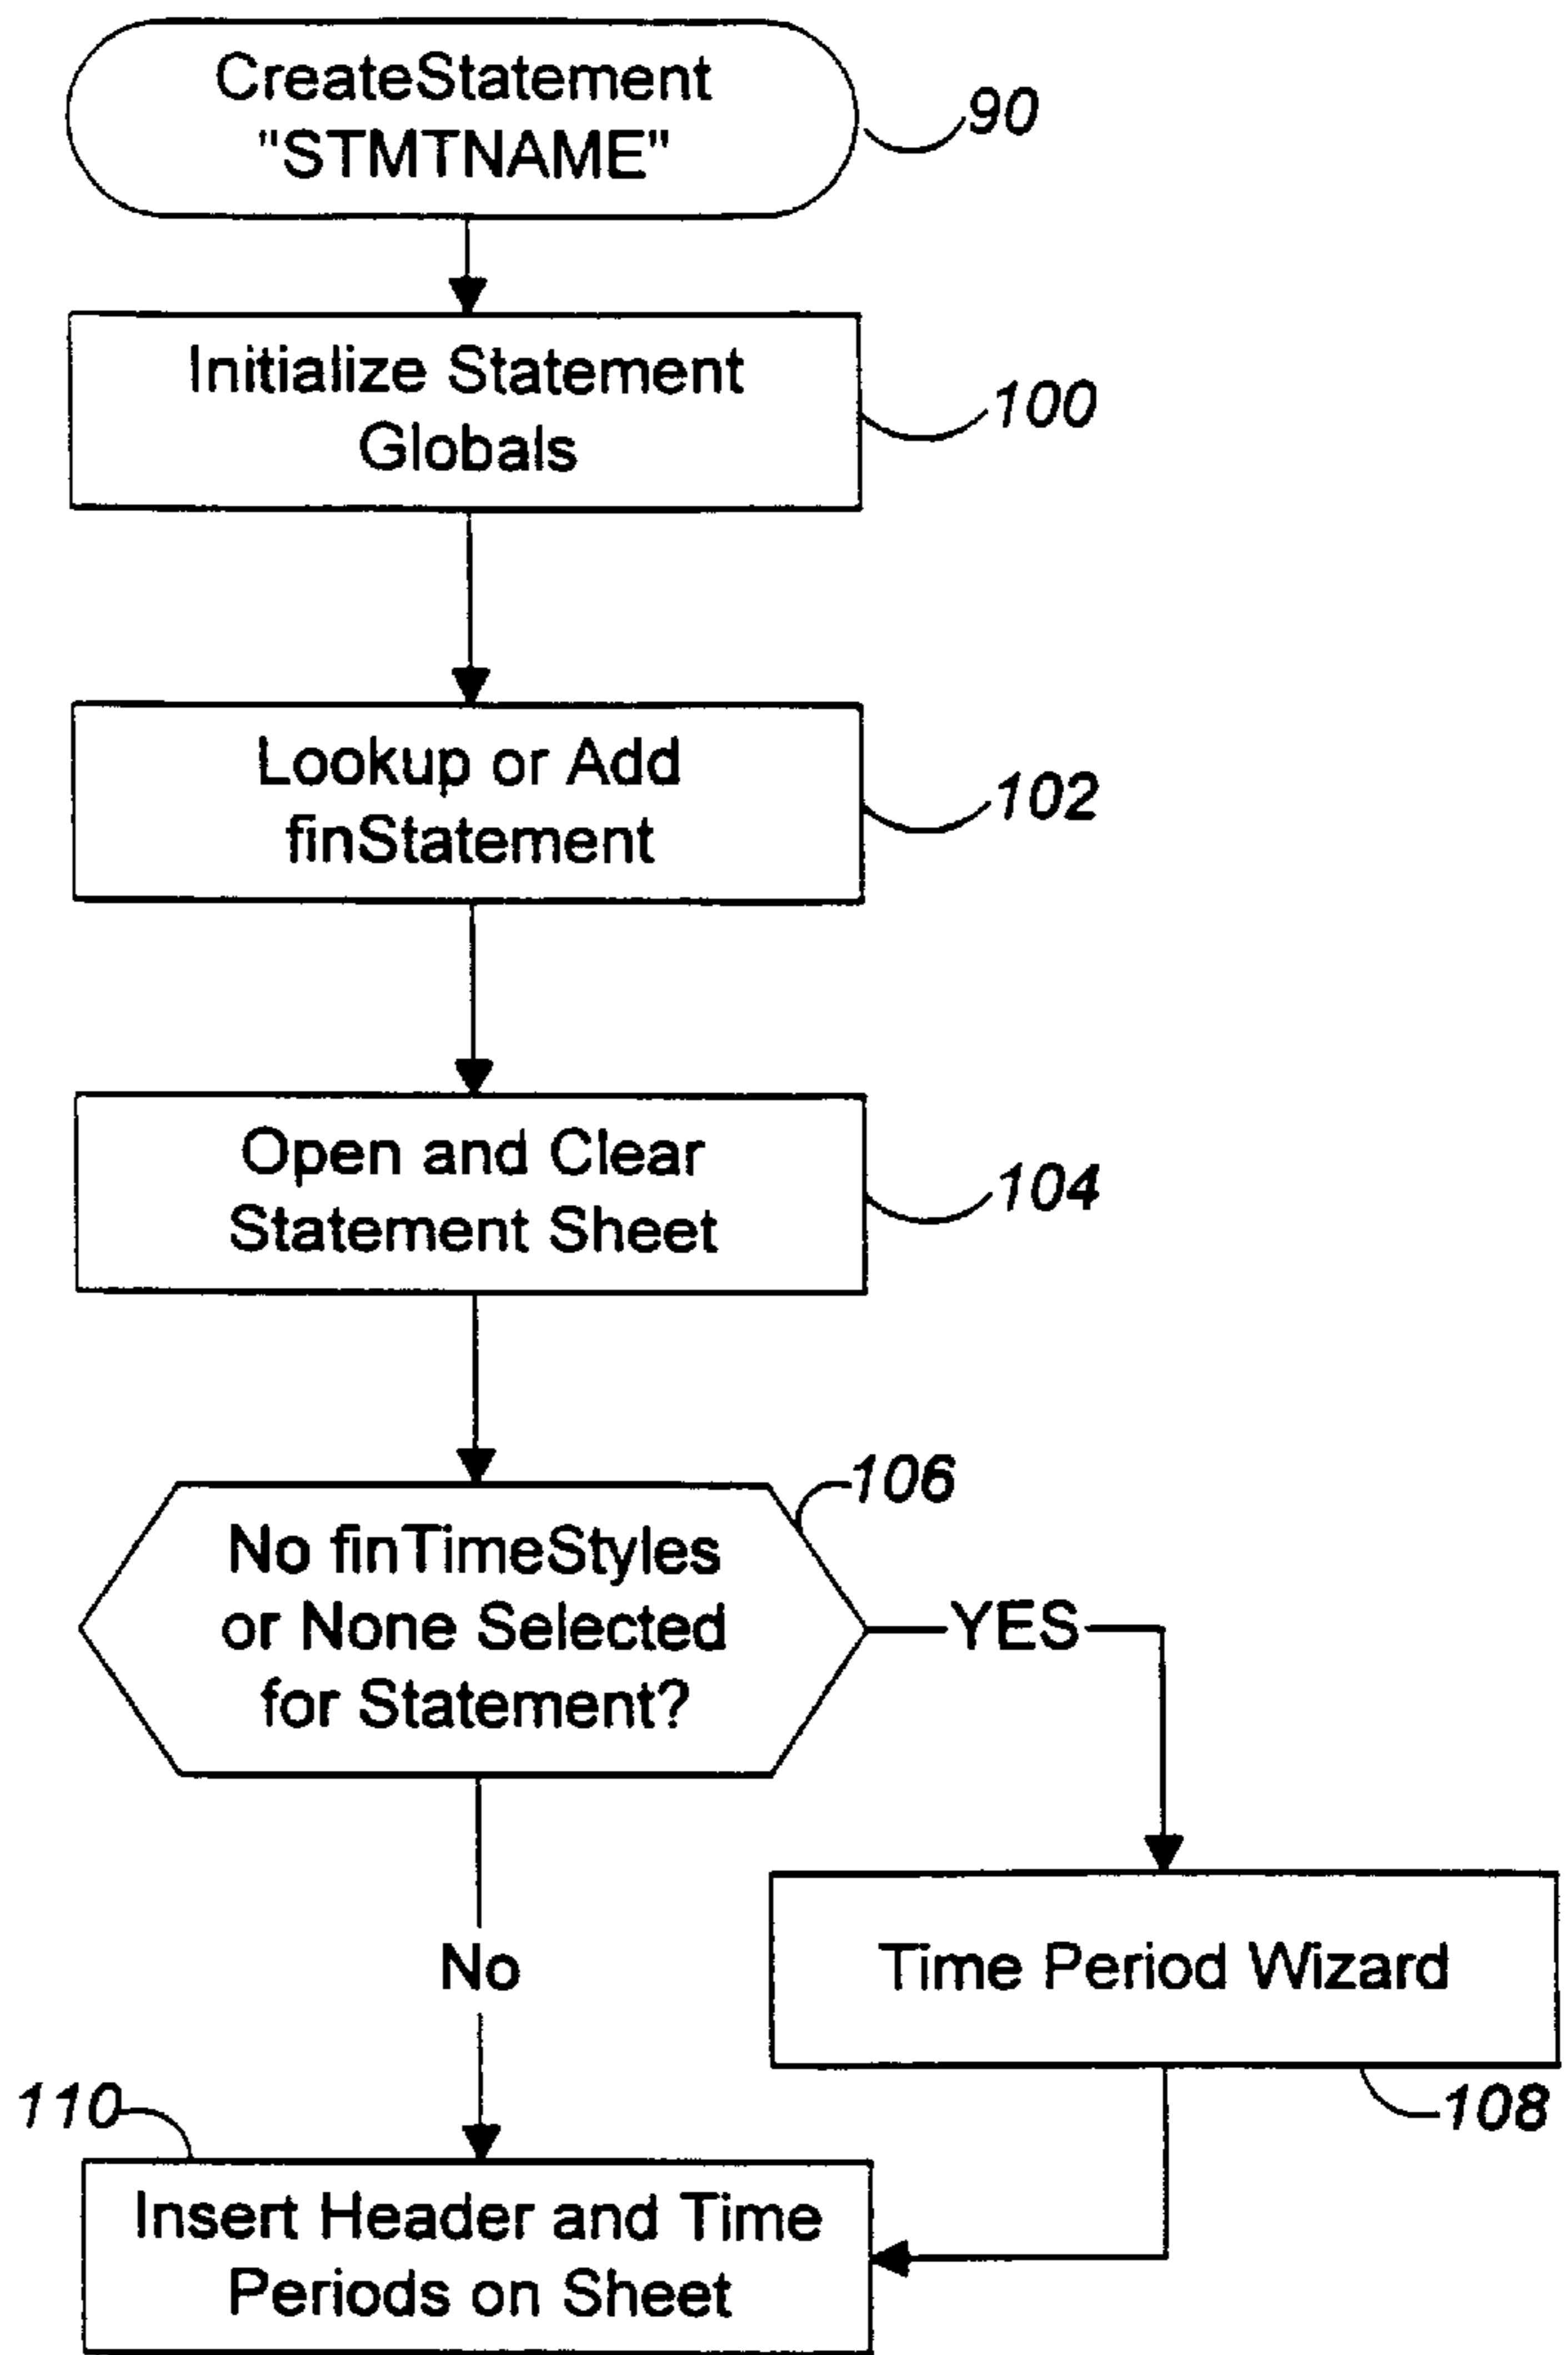 CreateStatement
"STMTNAME"
90
Initialize Statement
Globals
100
Lookup or Add
finStatement
102
Open and Clear
Statement Sheet
104
106
No finTimeStyles
or None Selected
for Statement?
YES
No
Time Period Wizard
108
110
Insert Header and Time
Periods on Sheet